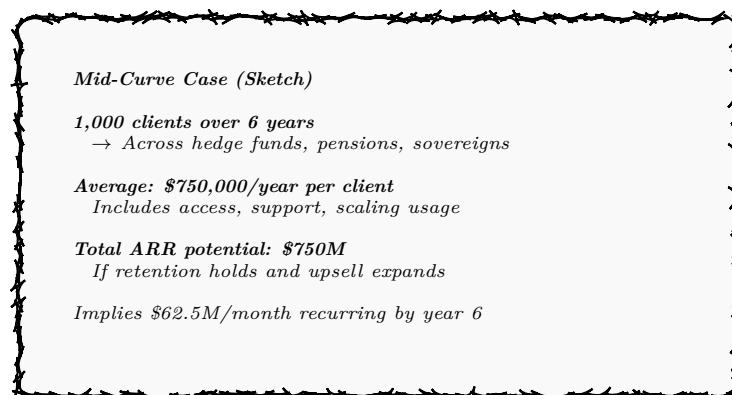 Mid-Curve Case (Sketch)
1,000 clients over 6 years
→ Across hedge funds, pensions, sovereigns
Average: $750,000/year per client
Includes access, support, scaling usage
Total ARR potential: $750M
If retention holds and upsell expands
Implies $62.5M/month recurring by year 6